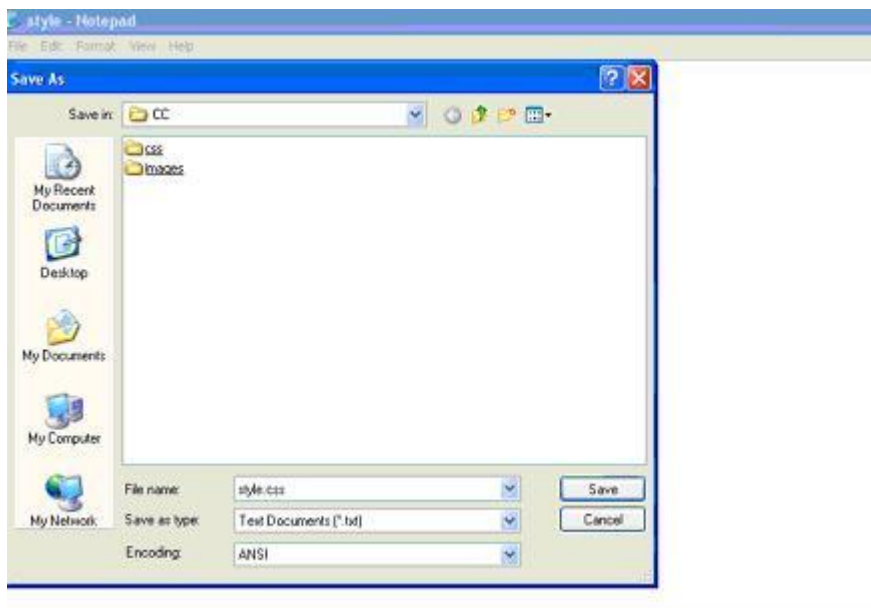 style - Notepad
File Edit Format View Help
Save As
Save in: CC
css
images
My Recent
Documents
Desktop
My Documents
My Computer
My Network
File name: style.css Save
Save as type: Text Documents (*.txt) Cancel
Encoding: ANSI